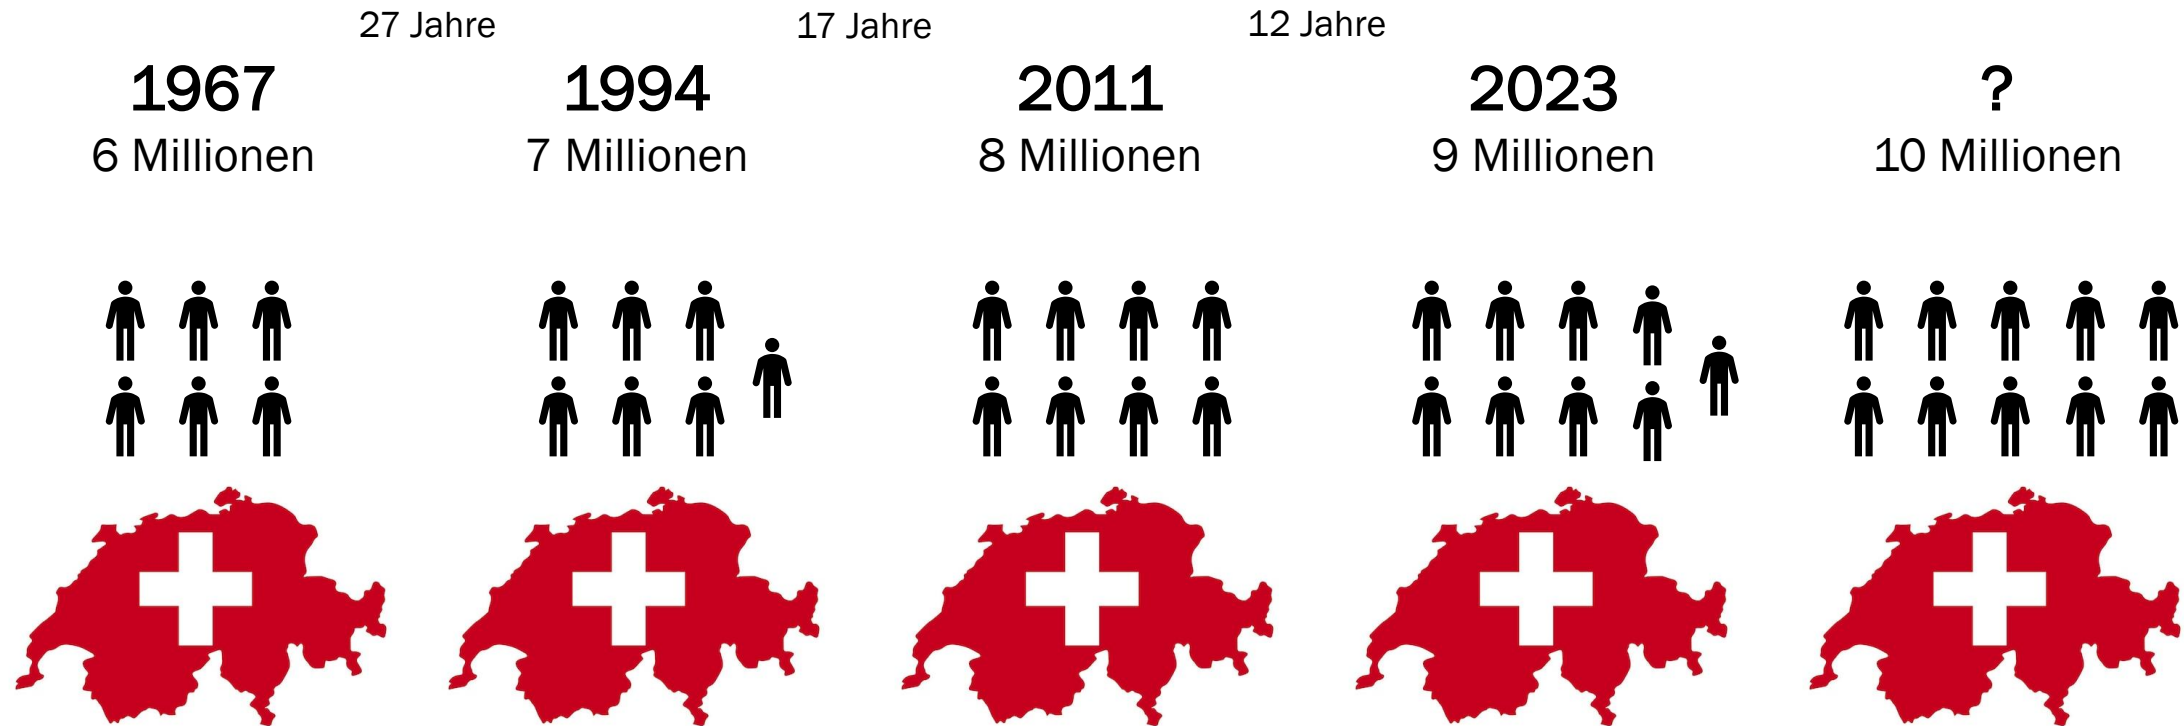 27 Jahre
17 Jahre
12 Jahre
1967
1994
2011
2023
?
6 Millionen
7 Millionen
8 Millionen
9 Millionen
10 Millionen